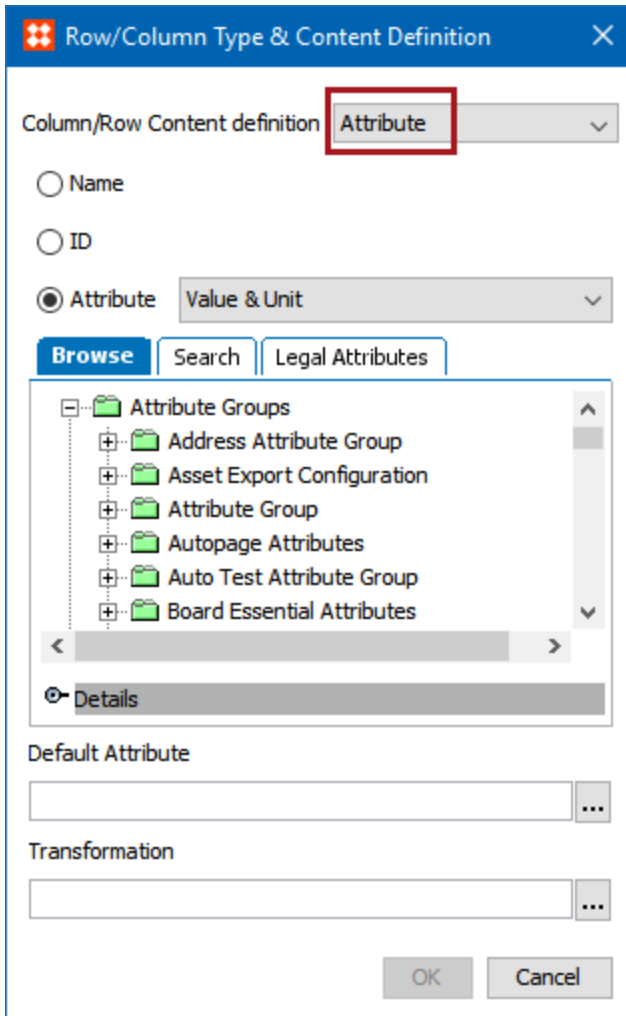 Row/Column Type & Content Definition
Column/Row Content definition Attribute
Name
ID
Attribute Value & Unit
Browse Search Legal Attributes
Attribute Groups
Address Attribute Group
Asset Export Configuration
Attribute Group
Autopage Attributes
Auto Test Attribute Group
Board Essential Attributes
Details
Default Attribute
...
Transformation
...
OK Cancel